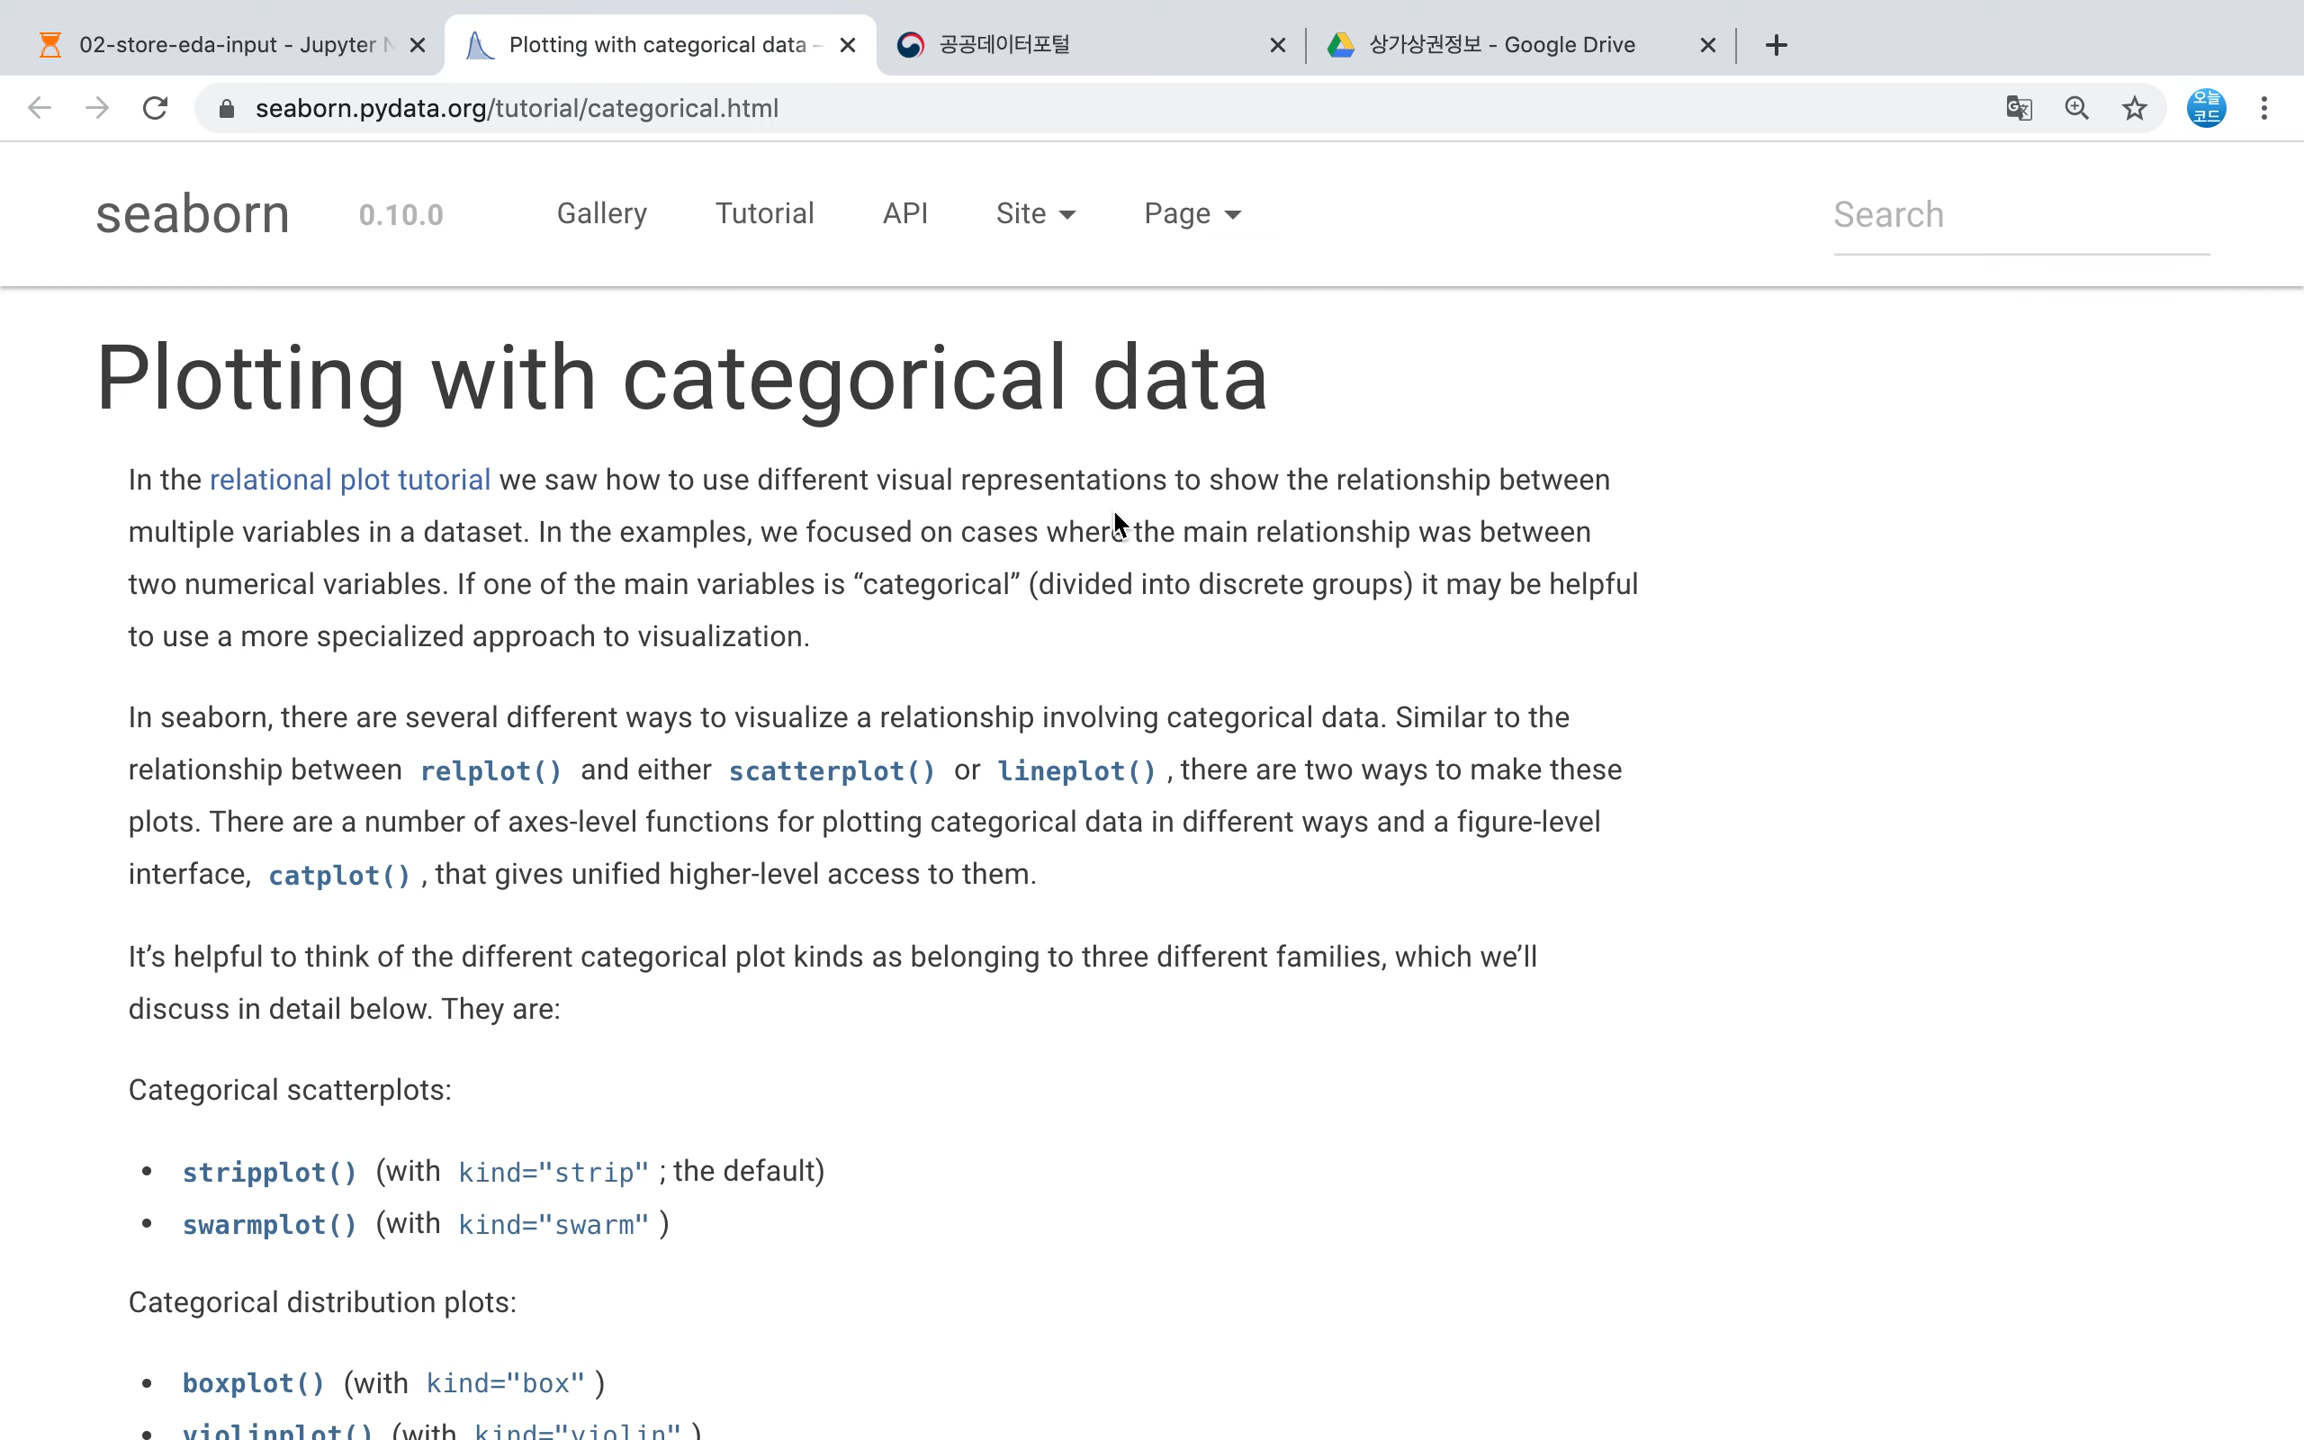 02-store-eda-input - Jupyter N
Plotting with categorical data –
공공데이터포털
상가상권정보 - Google Drive
seaborn.pydata.org/tutorial/categorical.html
오늘
코드
seaborn 0.10.0 Gallery Tutorial API Site Page Search
Plotting with categorical data
In the relational plot tutorial we saw how to use different visual representations to show the relationship between
multiple variables in a dataset. In the examples, we focused on cases where the main relationship was between
two numerical variables. If one of the main variables is “categorical” (divided into discrete groups) it may be helpful
to use a more specialized approach to visualization.
In seaborn, there are several different ways to visualize a relationship involving categorical data. Similar to the
relationship between relplot() and either scatterplot() or lineplot() , there are two ways to make these
plots. There are a number of axes-level functions for plotting categorical data in different ways and a figure-level
interface, catplot() , that gives unified higher-level access to them.
It’s helpful to think of the different categorical plot kinds as belonging to three different families, which we’ll
discuss in detail below. They are:
Categorical scatterplots:
• stripplot() (with kind="strip" ; the default)
• swarmplot() (with kind="swarm" )
Categorical distribution plots:
• boxplot() (with kind="box" )
• violinplot() (with kind="violin" )